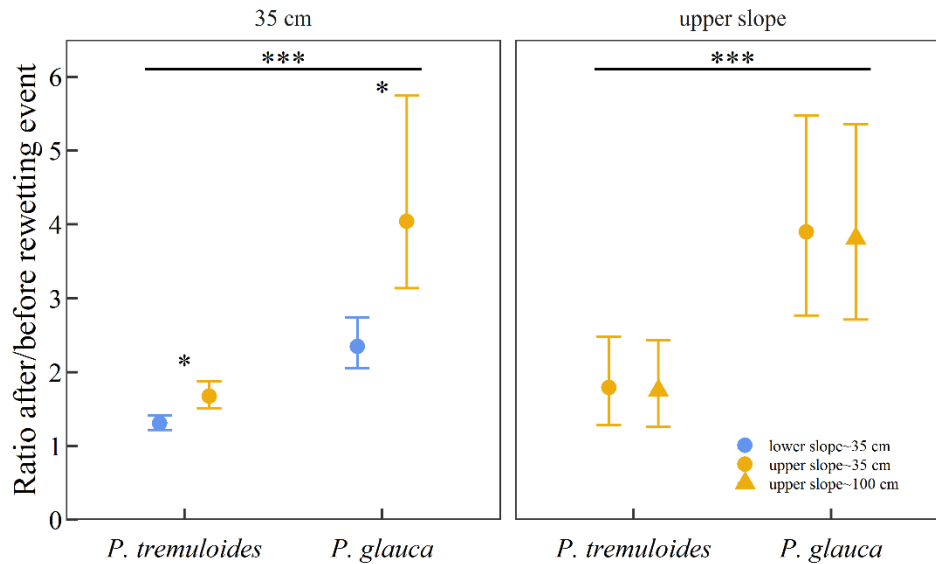 35 cm
upper slope
Ratio after/before rewetting event
6
5
4
3
2
1
0
***
*
*
***
lower slope~35 cm
upper slope~35 cm
upper slope~100 cm
P. tremuloides
P. glauca
P. tremuloides
P. glauca